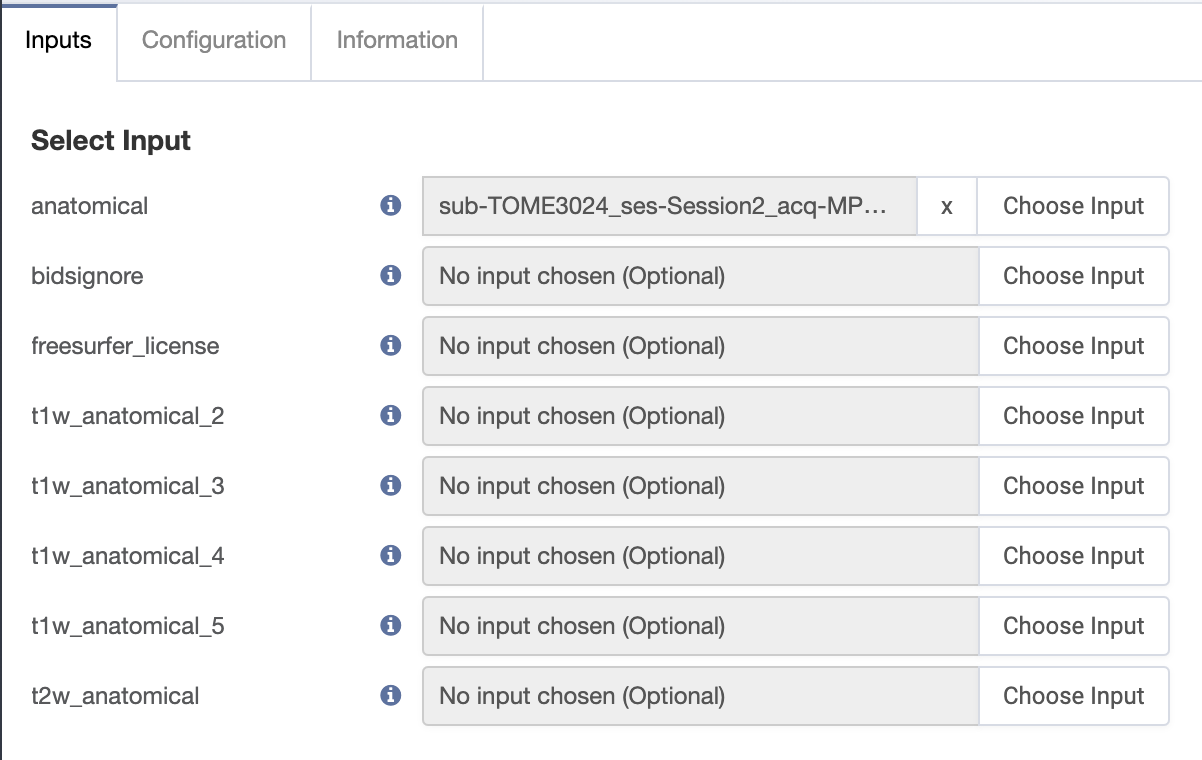 Inputs Configuration Information
Select Input
anatomical sub-TOME3024_ses-Session2_acq-MP... x Choose Input
bidsignore No input chosen (Optional) Choose Input
freesurfer_license No input chosen (Optional) Choose Input
t1w_anatomical_2 No input chosen (Optional) Choose Input
t1w_anatomical_3 No input chosen (Optional) Choose Input
t1w_anatomical_4 No input chosen (Optional) Choose Input
t1w_anatomical_5 No input chosen (Optional) Choose Input
t2w_anatomical No input chosen (Optional) Choose Input